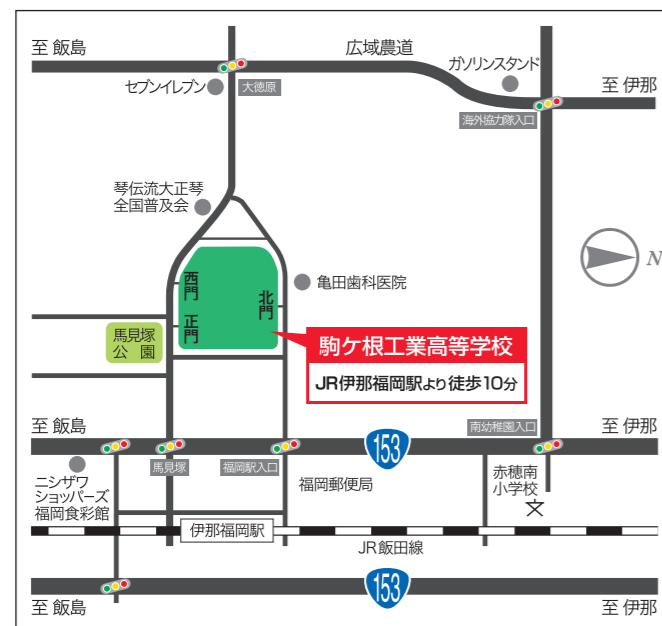 至 飯島
広域農道
ガソリンスタンド
セブンイレブン
大徳原
至 伊那
海外協力隊入口
琴伝流大正琴
全国普及会
N
西門
北門
亀田歯科医院
正門
馬見塚
公 園
駒ケ根工業高等学校
JR伊那福岡駅より徒歩10分
至 飯島
南幼稚園入口
至 伊那
153
馬見塚
福岡駅入口
ニシザワ
ショッパーズ
福岡食彩館
福岡郵便局
赤穂南
小学校
文
伊那福岡駅
JR飯田線
153
至 飯島
至 伊那